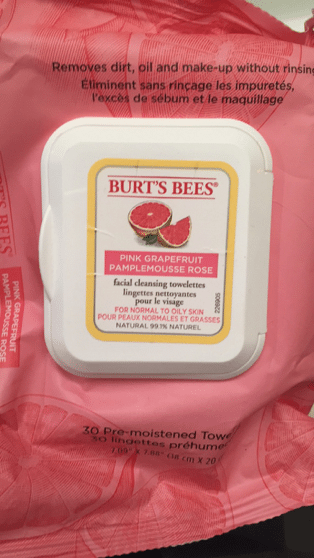 Removes dirt, oil and make-up without rinsing
Éliminent sans rinçage les impuretés,
l'excès de sébum et le maquillage
BURT'S BEES®
PINK GRAPEFRUIT
PAMPLEMOUSSE ROSE
facial cleansing towelettes
lingettes nettoyantes
pour le visage
FOR NORMAL TO OILY SKIN
POUR PEAUX NORMALES ET GRASSES
NATURAL 99.1% NATUREL
BEES
PINK GRAPEFRUIT
PAMPLEMOUSSE ROSE
30 Pre-moistened Towe
30 lingettes préhume